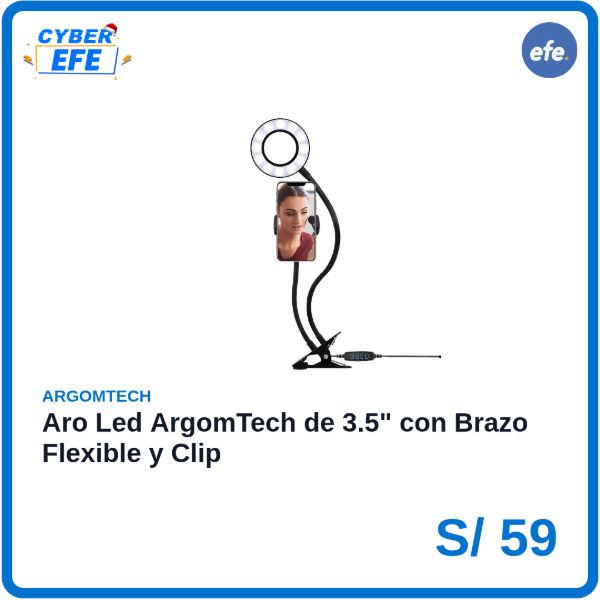 CYBER
EFE
efe.
ARGOMTECH
Aro Led ArgomTech de 3.5" con Brazo
Flexible y Clip
S/ 59